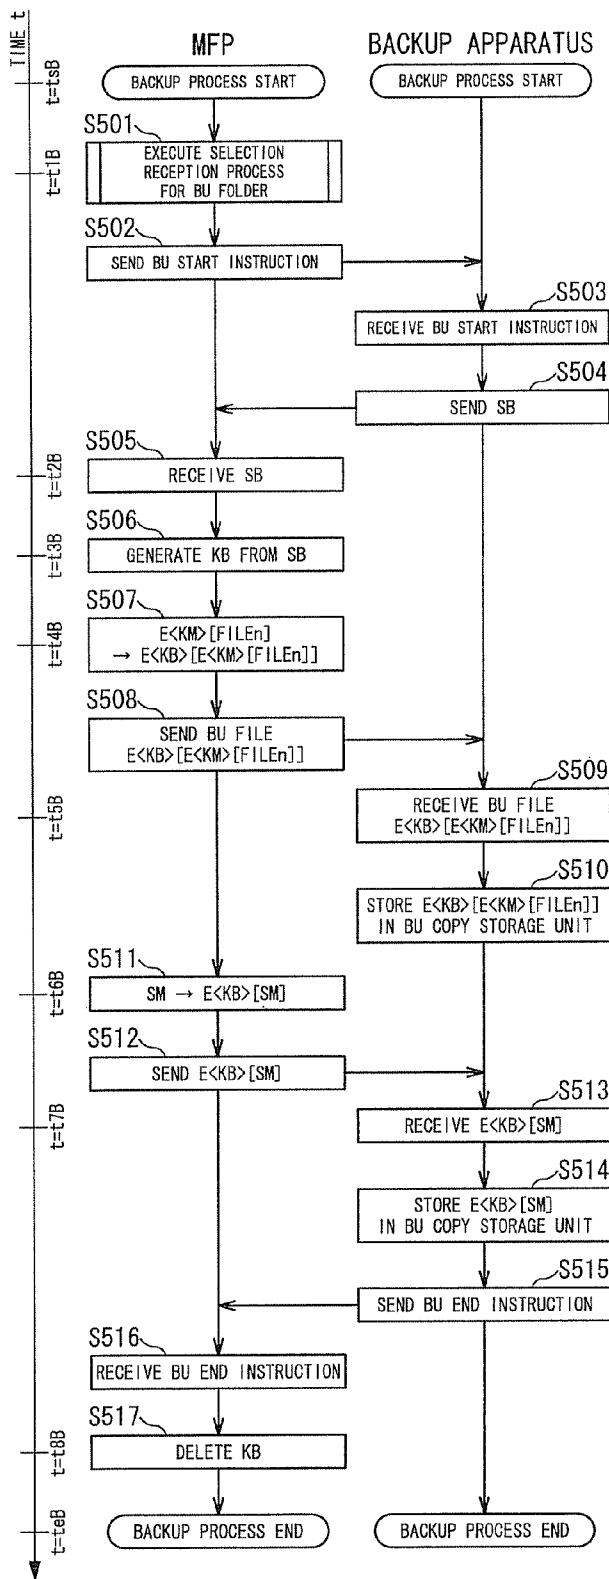 TIME t
MFP
BACKUP APPARATUS
t=tsB
BACKUP PROCESS START
BACKUP PROCESS START
S501
t=t1B
EXECUTE SELECTION
RECEPTION PROCESS
FOR BU FOLDER
S502
SEND BU START INSTRUCTION
S503
RECEIVE BU START INSTRUCTION
S504
SEND SB
S505
t=t2B
RECEIVE SB
S506
t=t3B
GENERATE KB FROM SB
S507
t=t4B
E<KM>[FILEn]
→ E<KB>[E<KM>[FILEn]]
S508
SEND BU FILE
E<KB>[E<KM>[FILEn]]
S509
t=t5B
RECEIVE BU FILE
E<KB>[E<KM>[FILEn]]
S510
STORE E<KB>[E<KM>[FILEn]]
IN BU COPY STORAGE UNIT
S511
t=t6B
SM → E<KB>[SM]
S512
SEND E<KB>[SM]
S513
t=t7B
RECEIVE E<KB>[SM]
S514
STORE E<KB>[SM]
IN BU COPY STORAGE UNIT
S515
SEND BU END INSTRUCTION
S516
RECEIVE BU END INSTRUCTION
S517
t=t8B
DELETE KB
t=teB
BACKUP PROCESS END
BACKUP PROCESS END